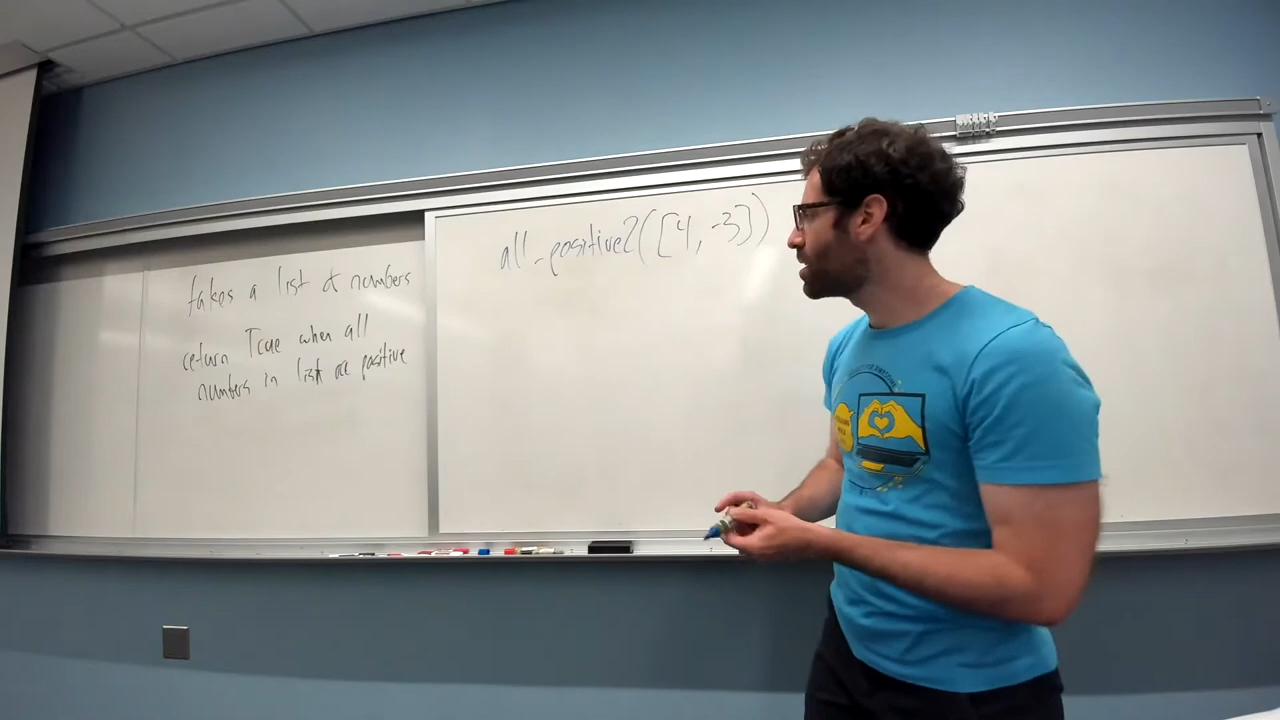 takes a list of numbers
return True when all
numbers in list are positive
all_positive2([4, -3])